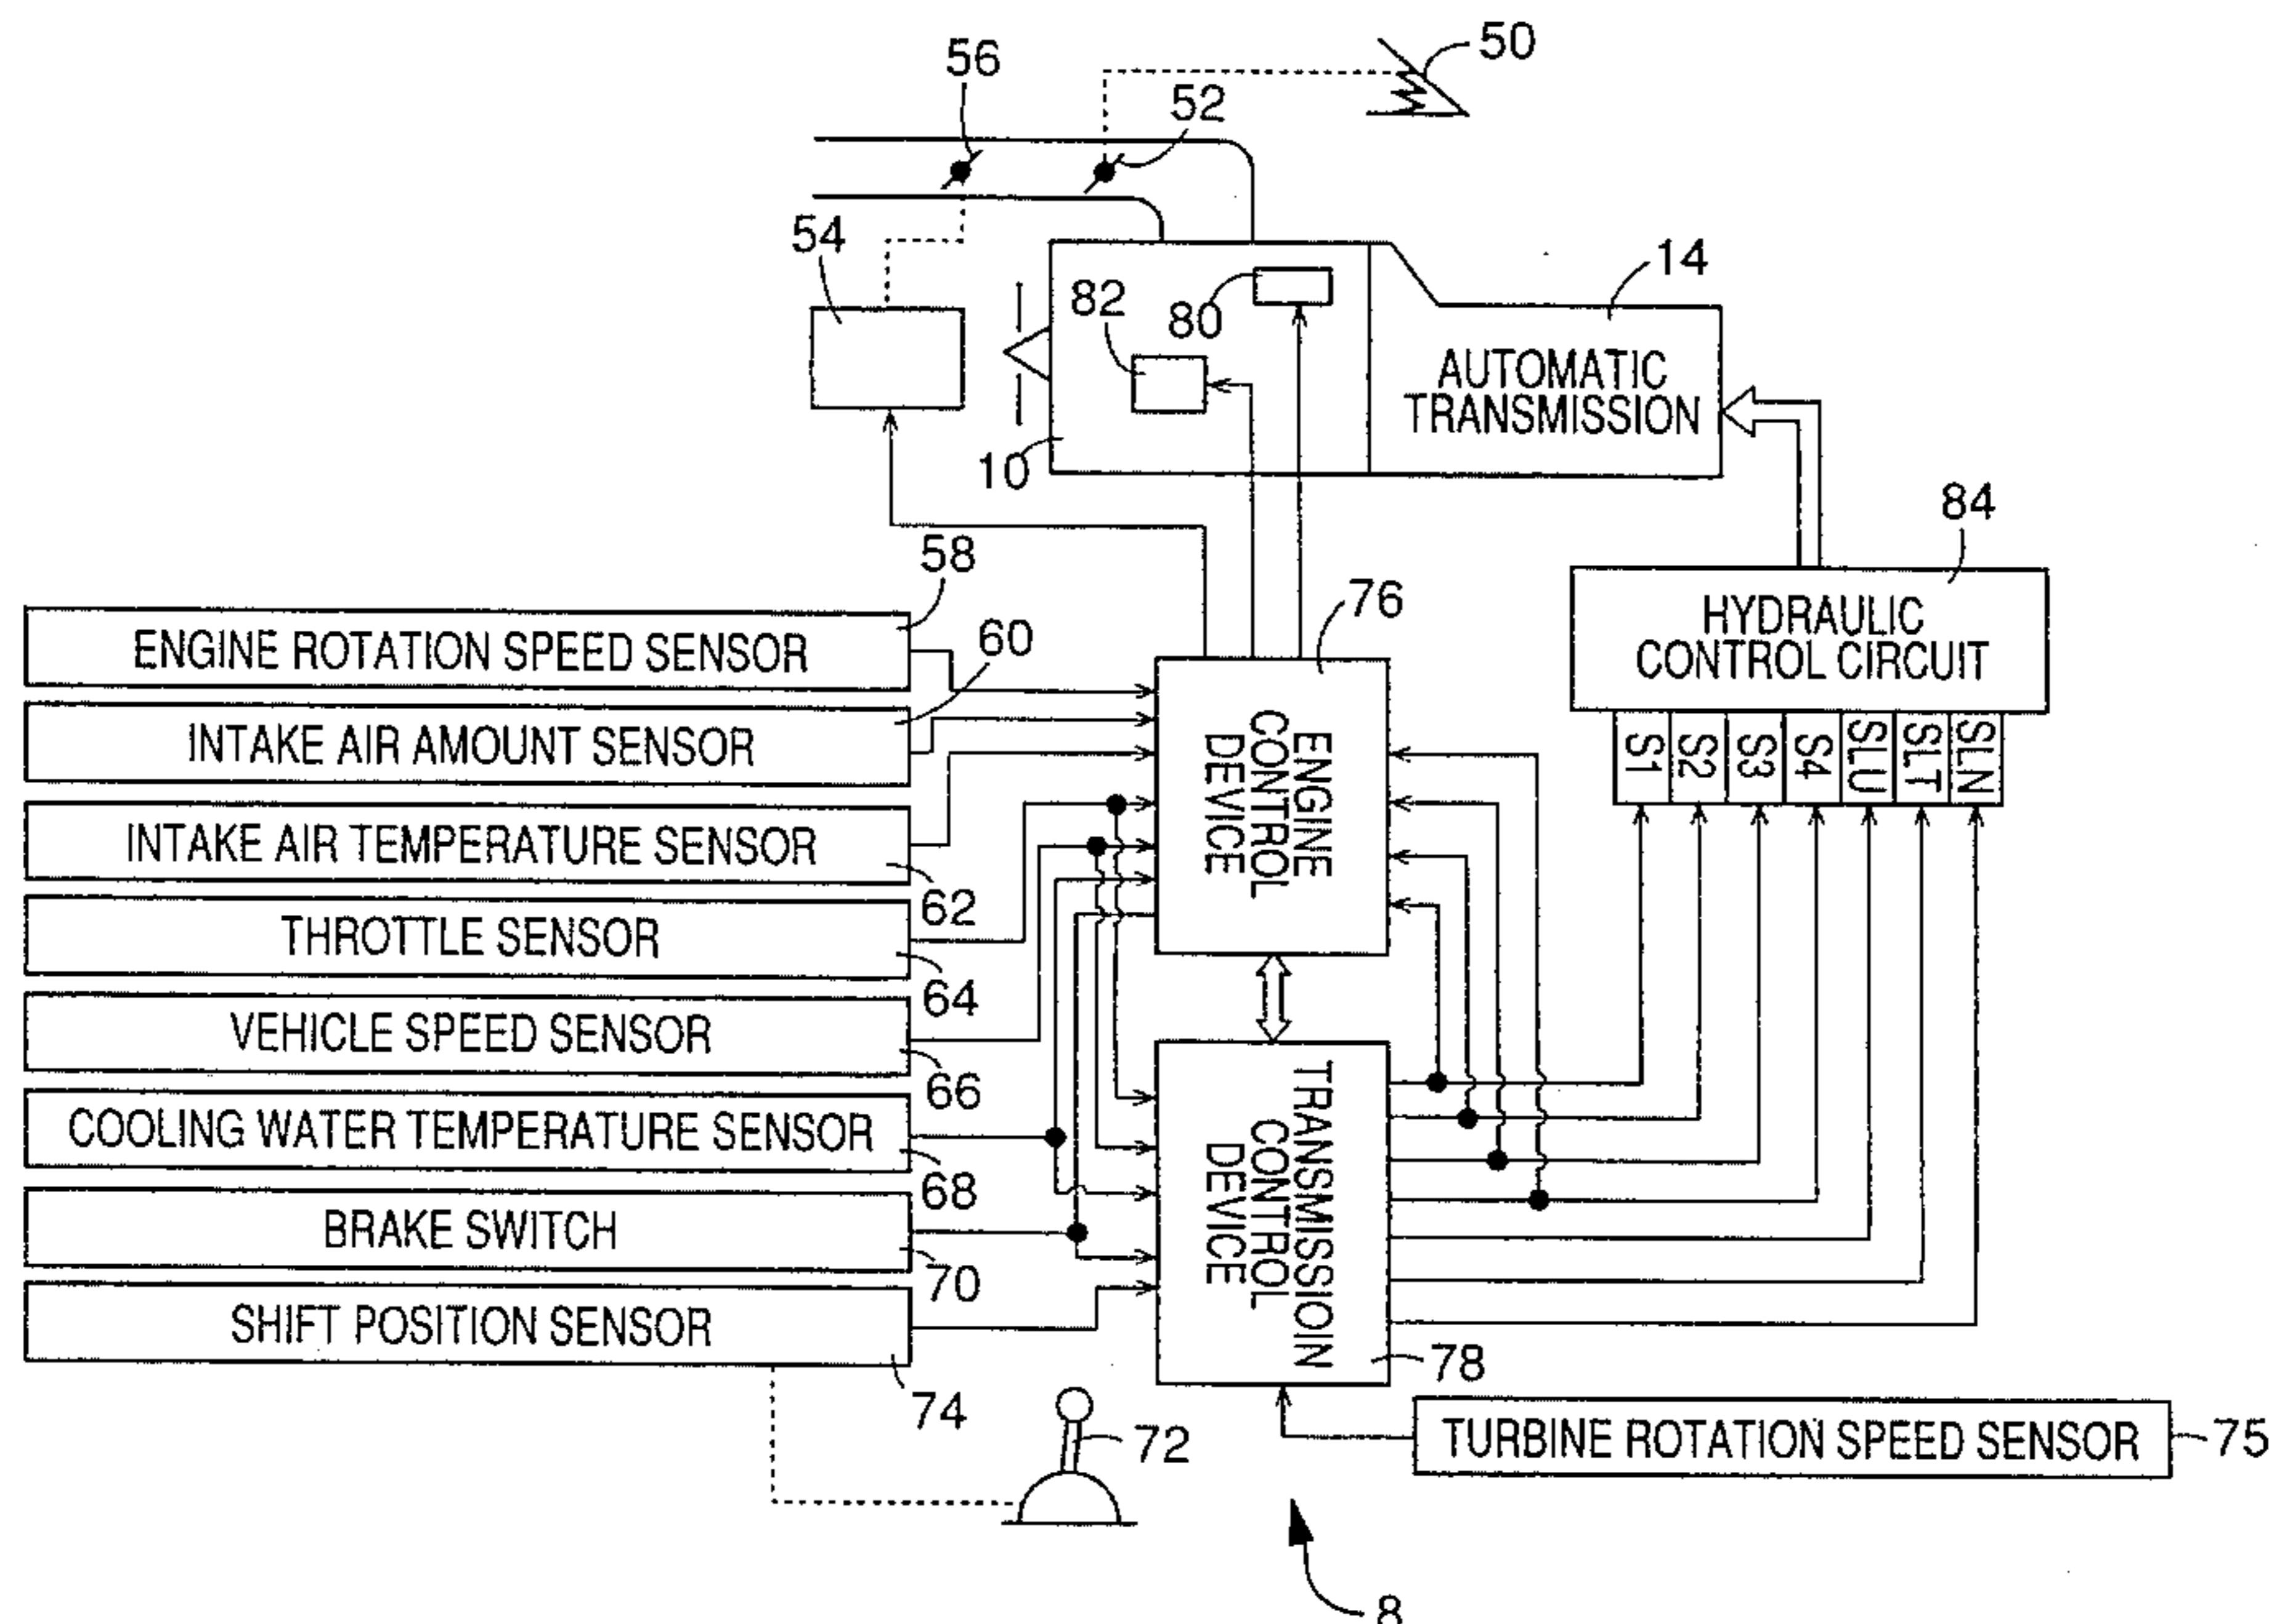 50
56
52
54
14
82
80
AUTOMATIC
TRANSMISSION
10
84
58
HYDRAULIC
CONTROL CIRCUIT
76
ENGINE ROTATION SPEED SENSOR
60
INTAKE AIR AMOUNT SENSOR
ENGINE
CONTROL
DEVICE
S1
S2
S3
S4
SLU
SLT
SLN
INTAKE AIR TEMPERATURE SENSOR
62
THROTTLE SENSOR
64
VEHICLE SPEED SENSOR
66
COOLING WATER TEMPERATURE SENSOR
68
TRANSMISSIOIN
CONTROL
DEVICE
BRAKE SWITCH
70
SHIFT POSITION SENSOR
78
74
72
TURBINE ROTATION SPEED SENSOR
75
8